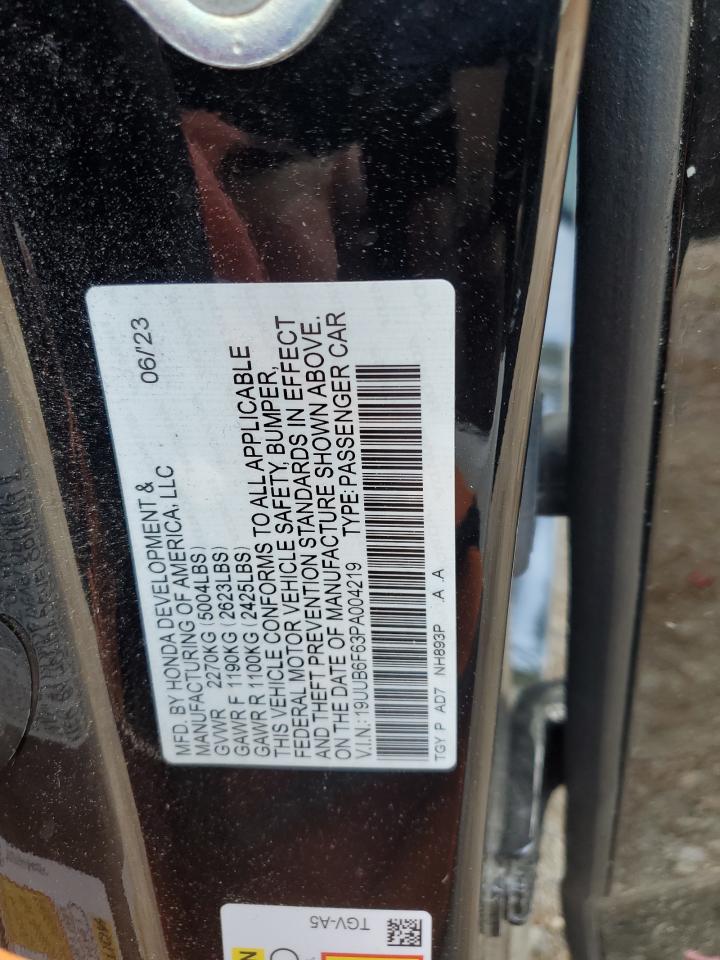 MFD. BY HONDA DEVELOPMENT &
MANUFACTURING OF AMERICA, LLC 06/'23
GVWR 2270KG (5004LBS)
GAWR F 1190KG (2623LBS)
GAWR R 1100KG (2425LBS)
THIS VEHICLE CONFORMS TO ALL APPLICABLE
FEDERAL MOTOR VEHICLE SAFETY, BUMPER,
AND THEFT PREVENTION STANDARDS IN EFFECT
ON THE DATE OF MANUFACTURE SHOWN ABOVE.
V.I.N.: 19UUB6F63PA004219 TYPE: PASSENGER CAR
TGY P AD7 NH893P .A .A
TGV-A5